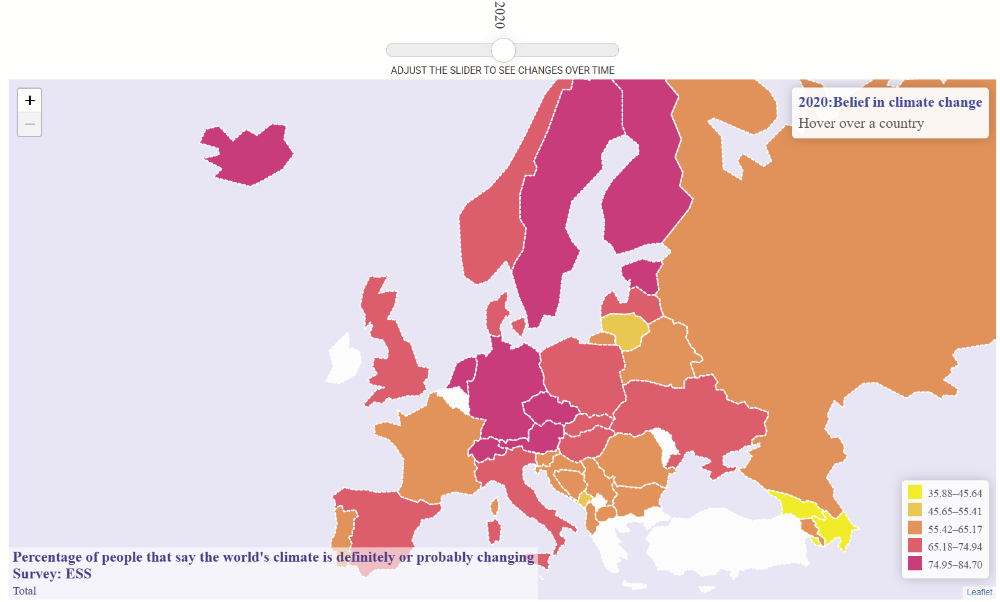 2020
ADJUST THE SLIDER TO SEE CHANGES OVER TIME
+
−
2020:Belief in climate change
Hover over a country
35.88–45.64
45.65–55.41
55.42–65.17
65.18–74.94
74.95–84.70
Percentage of people that say the world's climate is definitely or probably changing
Survey: ESS
Total
Leaflet